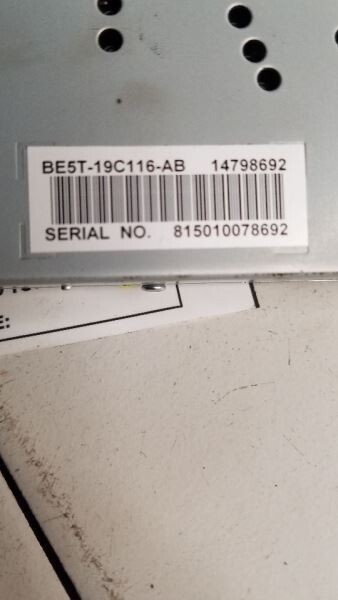 BE5T-19C116-AB 14798692
SERIAL NO. 815010078692
E: